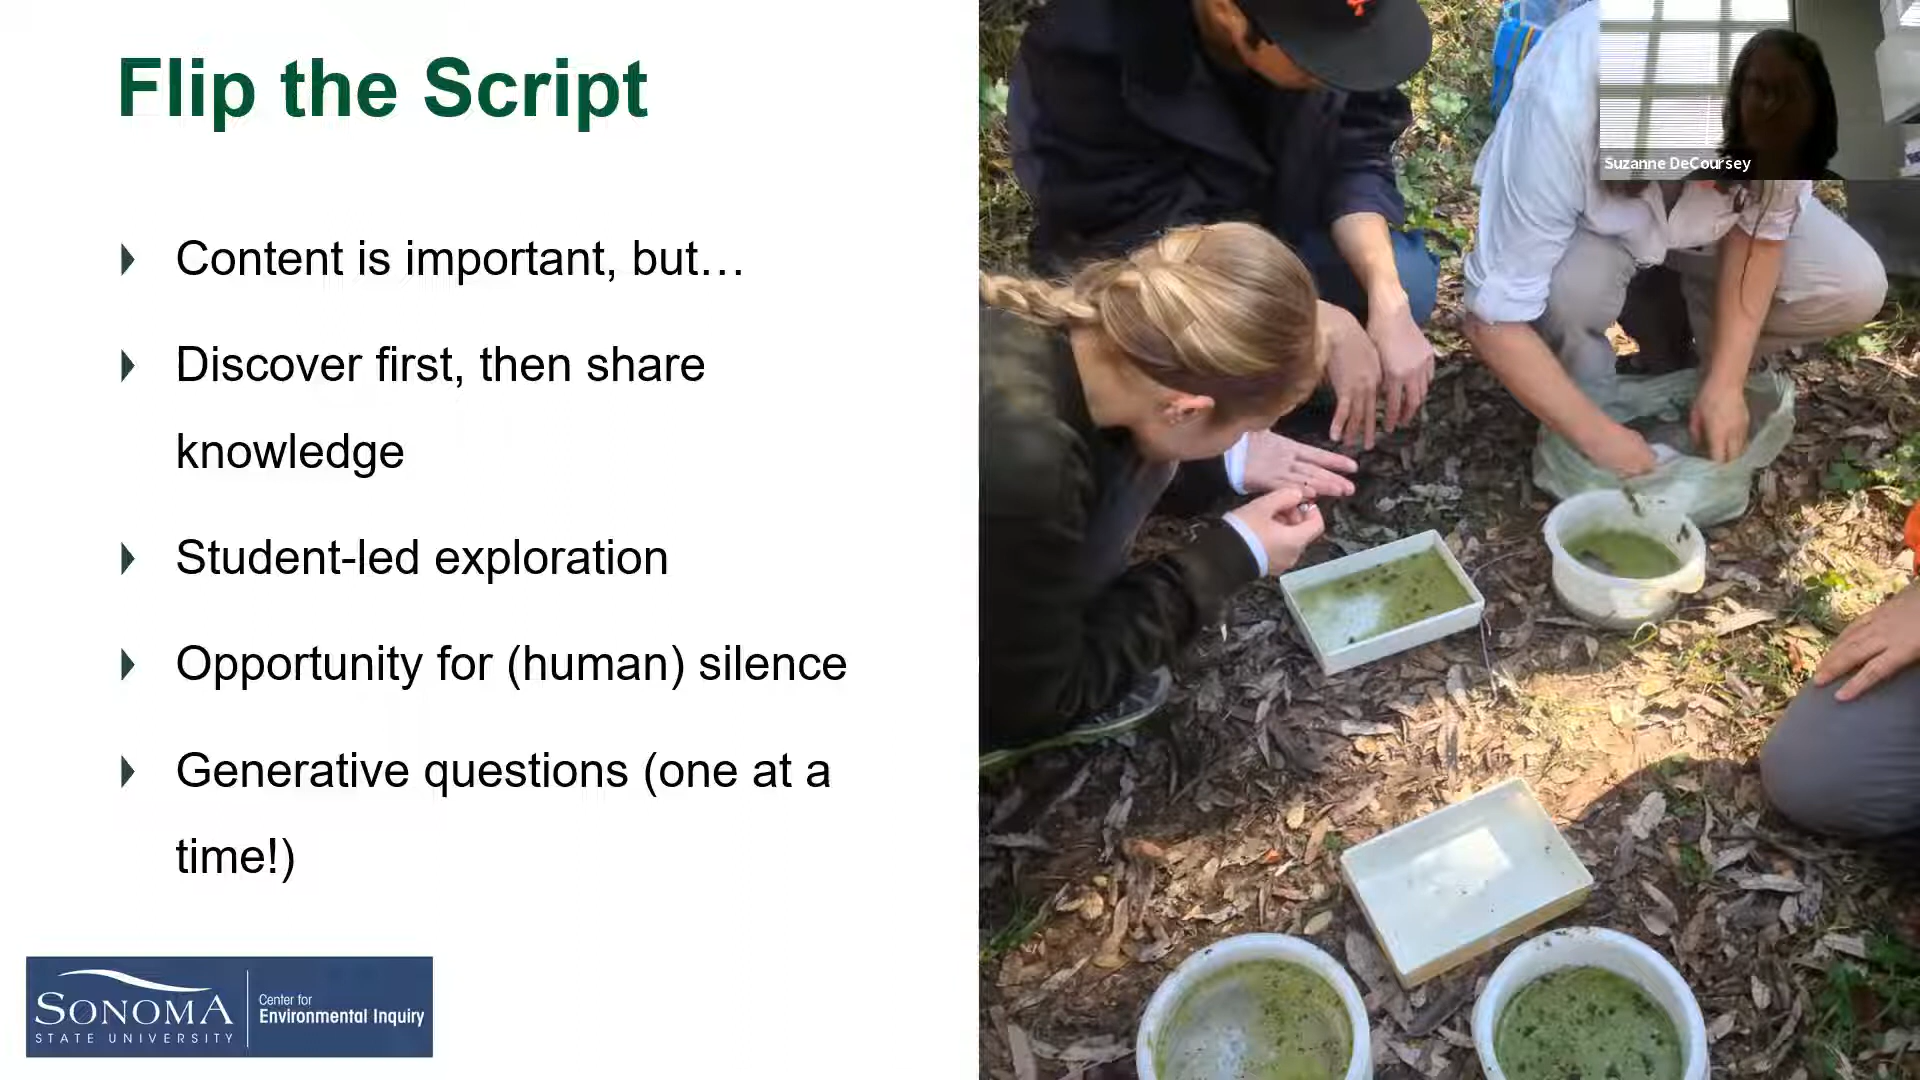 Flip the Script
Suzanne DeCoursey
Content is important, but…
Discover first, then share
knowledge
Student-led exploration
Opportunity for (human) silence
Generative questions (one at a
time!)
SONOMA
STATE UNIVERSITY
Center for
Environmental Inquiry